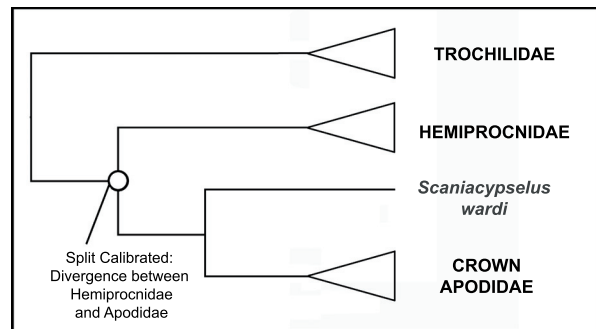 TROCHILIDAE
HEMIPROCNIDAE
Scaniacypselus
wardi
Split Calibrated:
Divergence between
Hemiprocnidae
and Apodidae
CROWN
APODIDAE